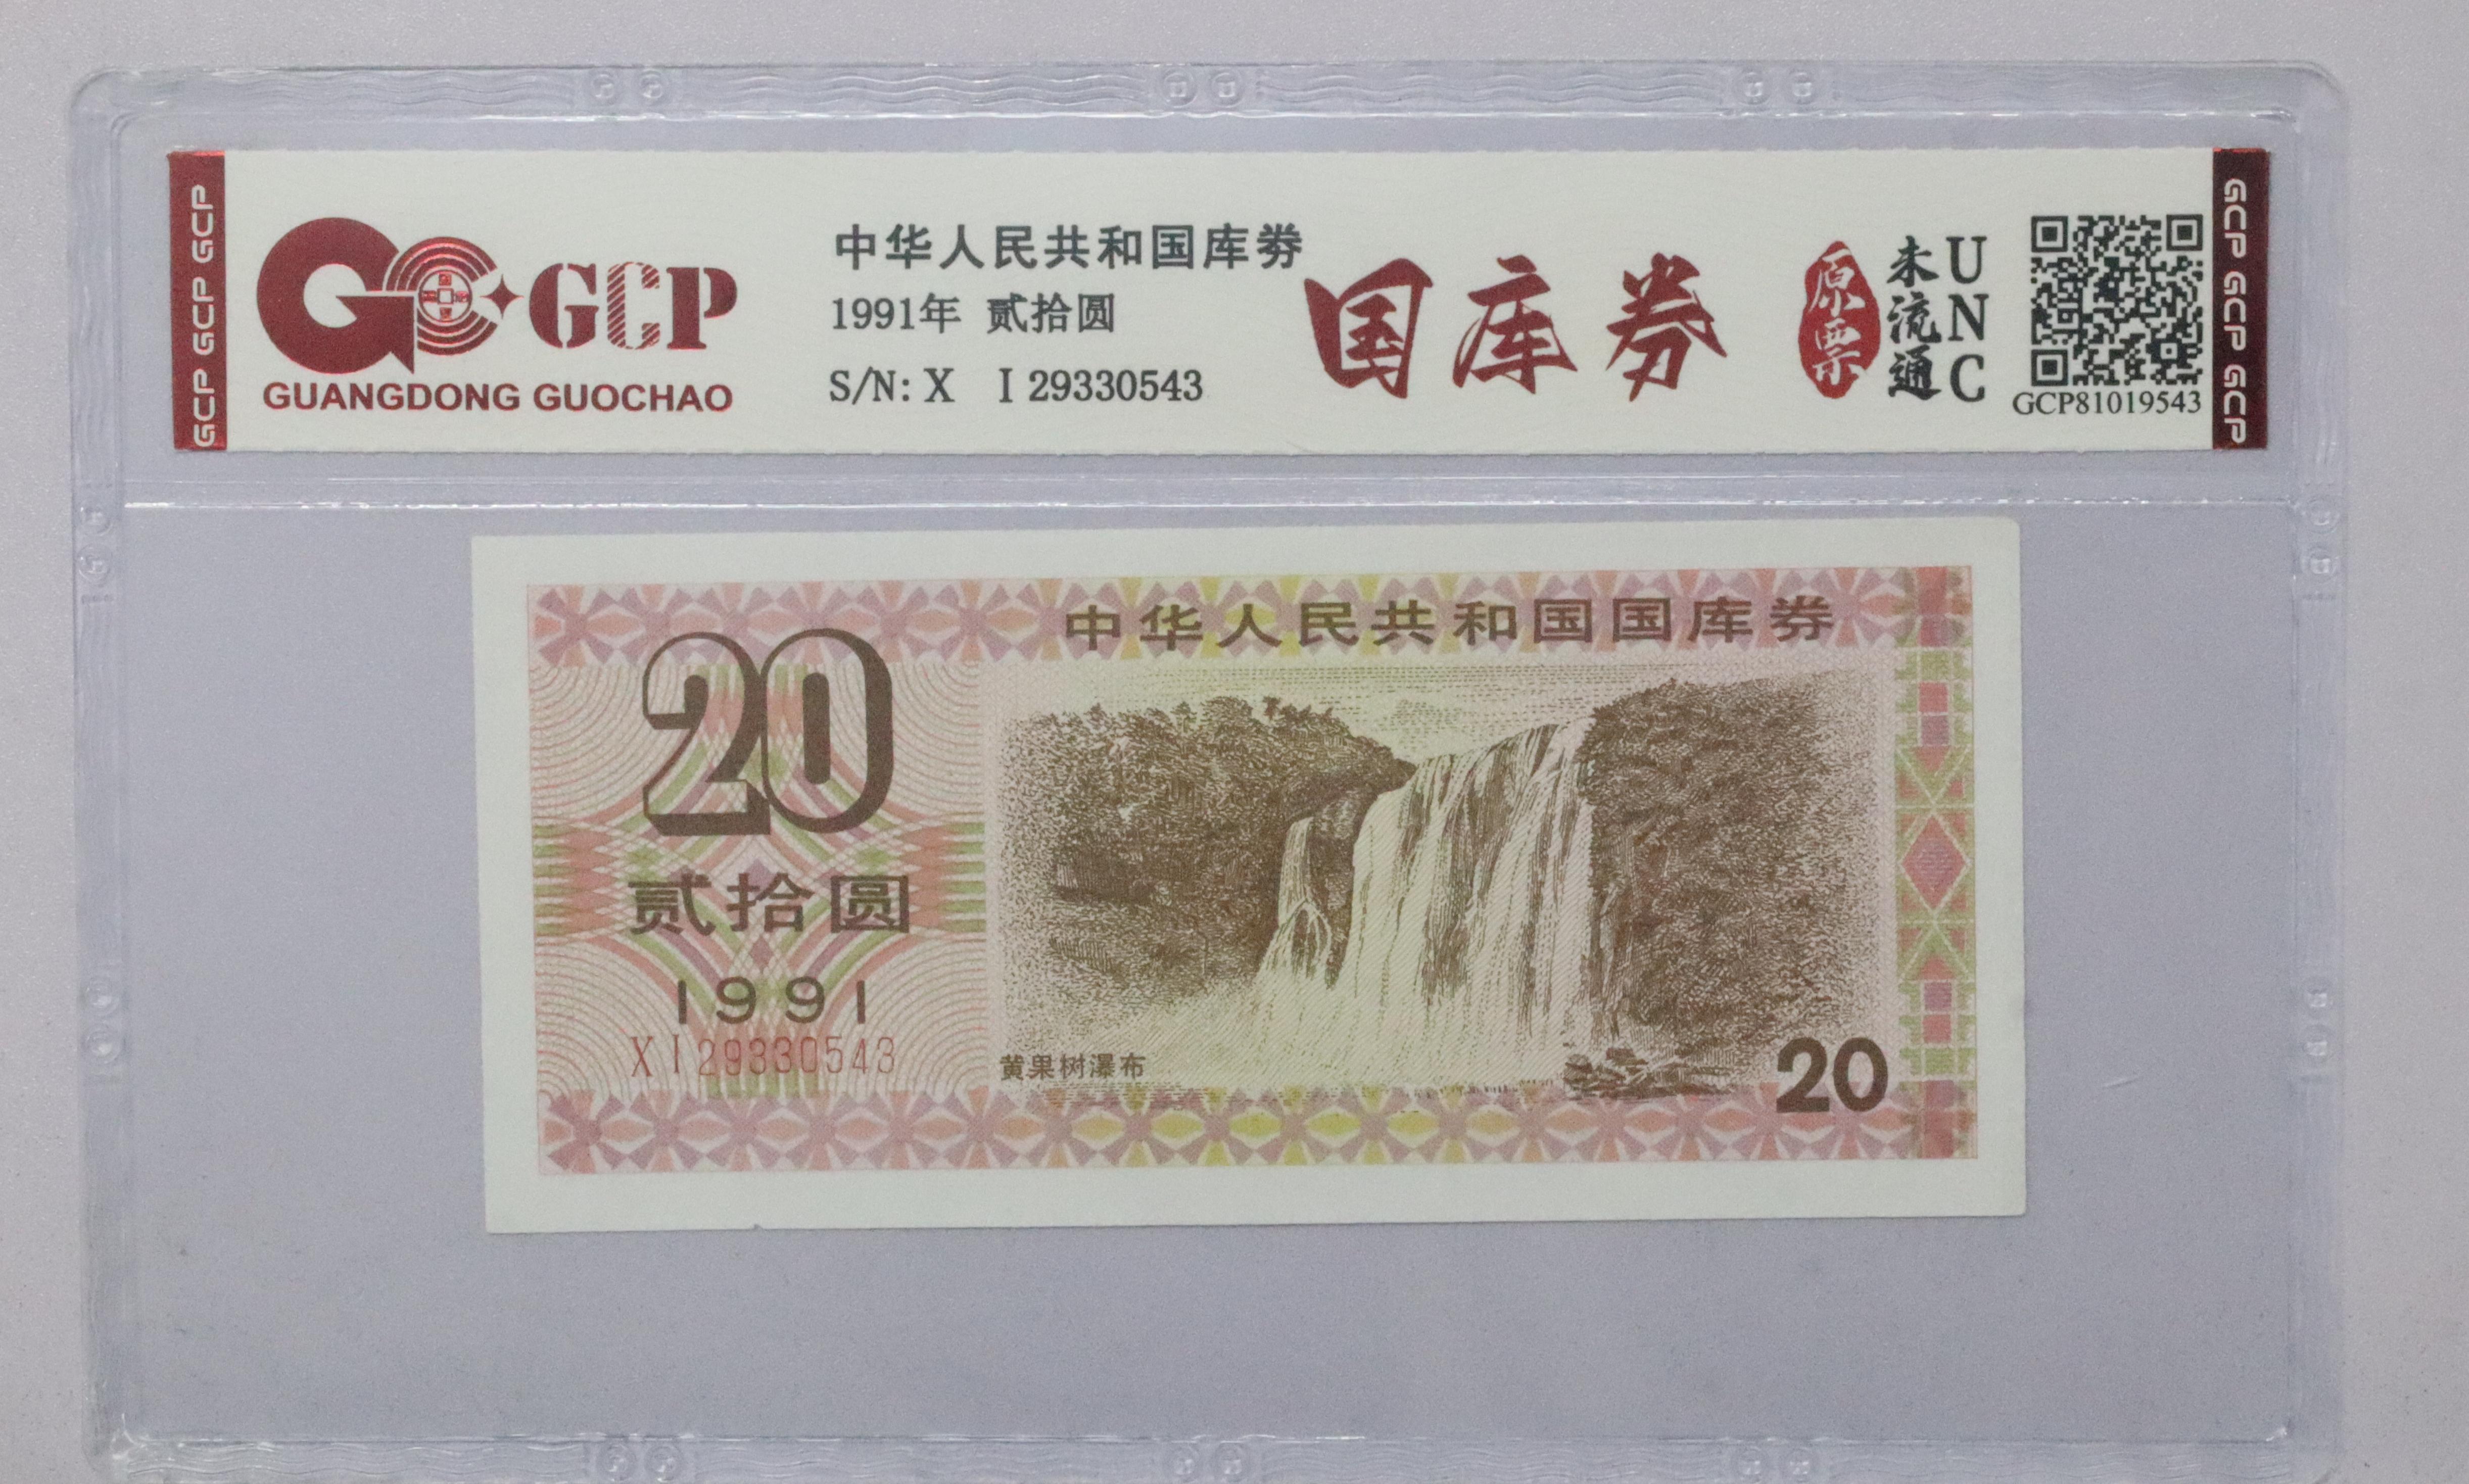 GCP GCP GCP
GCP
GUANGDONG GUOCHAO
中华人民共和国库劵
1991年 贰拾圆
S/N: X I 29330543
国库券
原票
未流通
UNC
GCP81019543
GCP GCP GCP
中华人民共和国国库券
20
贰拾圆
1991
X I 29330543
黄果树瀑布
20